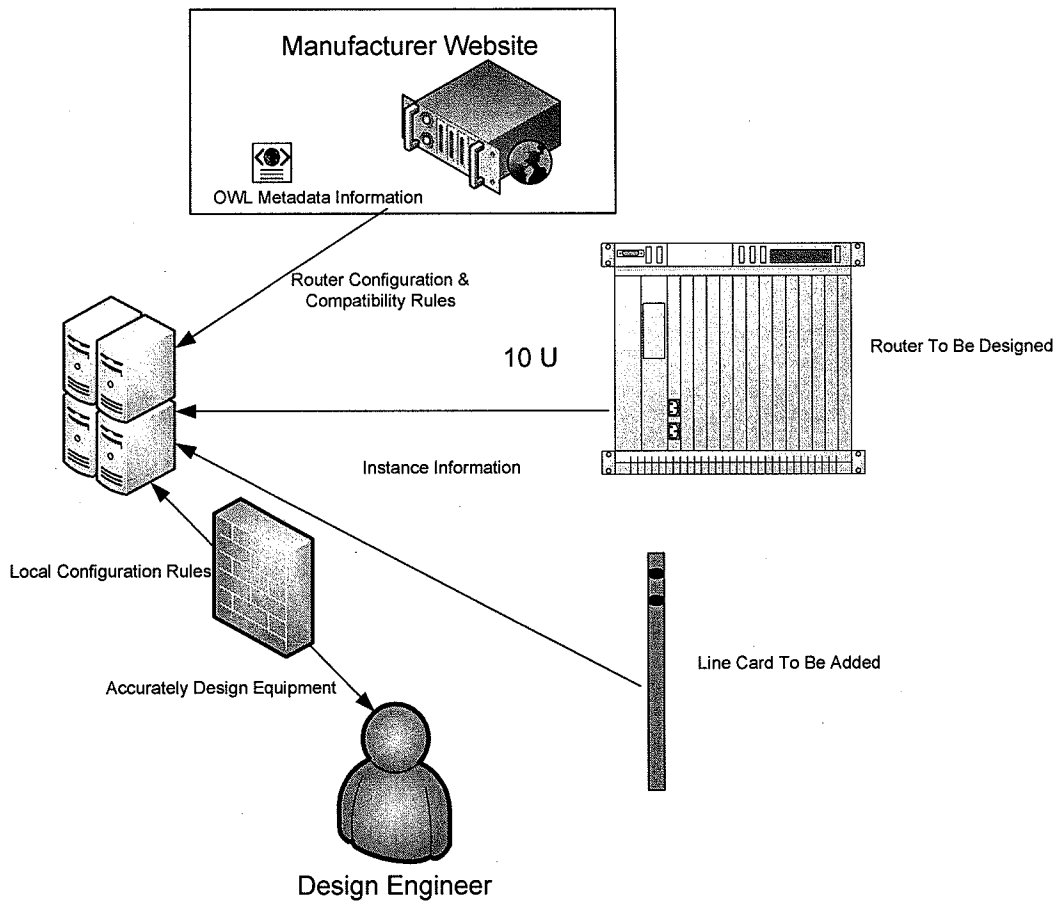 Manufacturer Website
OWL Metadata Information
Router Configuration &
Compatibility Rules
10 U
Router To Be Designed
Instance Information
Local Configuration Rules
Line Card To Be Added
Accurately Design Equipment
Design Engineer